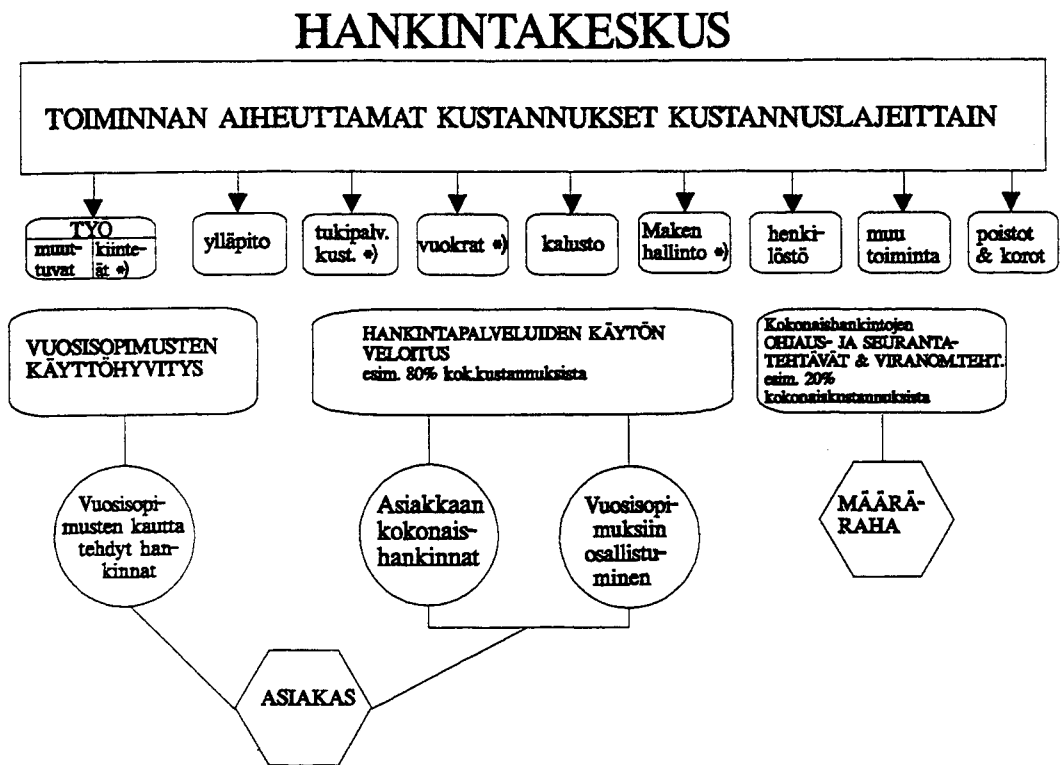 HANKINTAKESKUS
TOIMINNAN AIHEUTTAMAT KUSTANNUKSET KUSTANNUSLAJEITTAIN
TYÖ
muut-
tuvat
kiinte-
ät *)
ylläpito
tukipalv.
kust. *)
vuokrat *)
kalusto
Maken
hallinto *)
henki-
löstö
muu
toiminta
poistot
& korot
VUOSISOPIMUSTEN
KÄYTTÖHYVITYS
HANKINTAPALVELUIDEN KÄYTÖN
VELOITUS
esim. 80% kok.kustannuksista
Kokonaishankintojen
OHJAUS- JA SEURANTA-
TEHTÄVÄT & VIRANOM.TEHT.
esim. 20%
kokonaiskustannuksista
Vuosisopi-
musten kautta
tehdyt han-
kinnat
Asiakkaan
kokonais-
hankinnat
Vuosisopi-
muksiin
osallistu-
minen
MÄÄRÄ-
RAHA
ASIAKAS